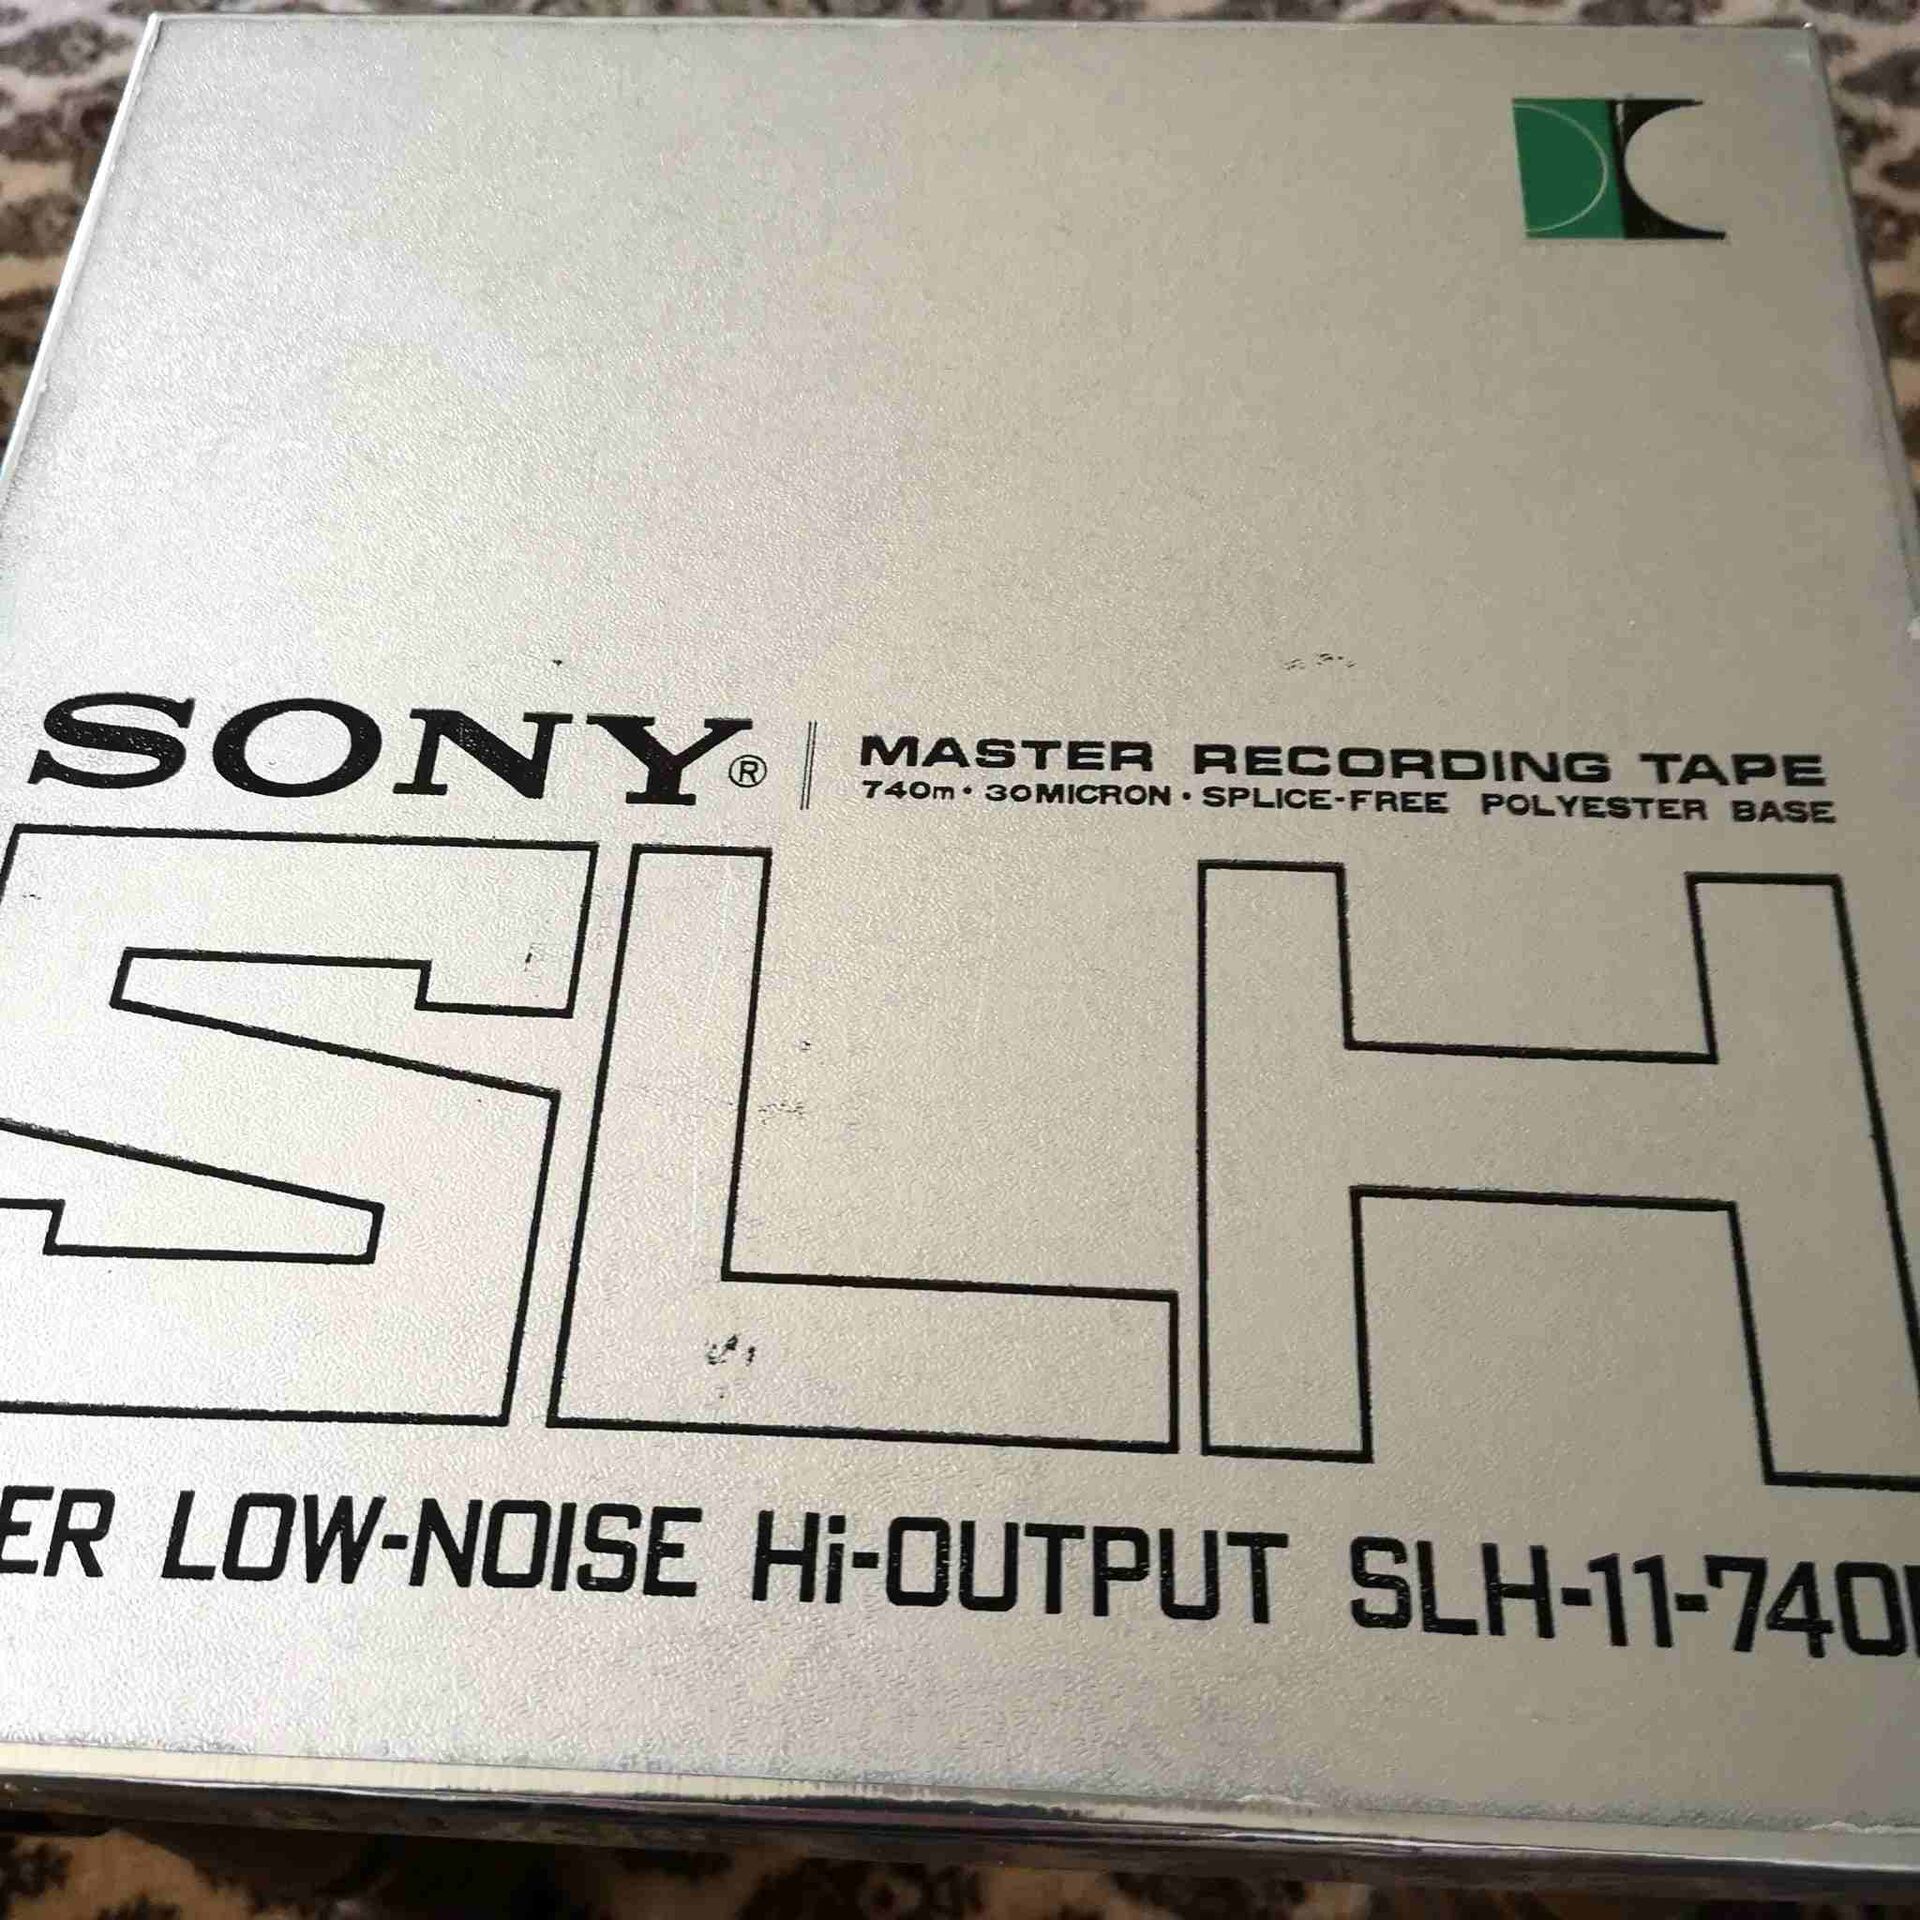 SONY® MASTER RECORDING TAPE
740m · 30MICRON · SPLICE-FREE POLYESTER BASE
SLH
ER LOW-NOISE Hi-OUTPUT SLH-11-740